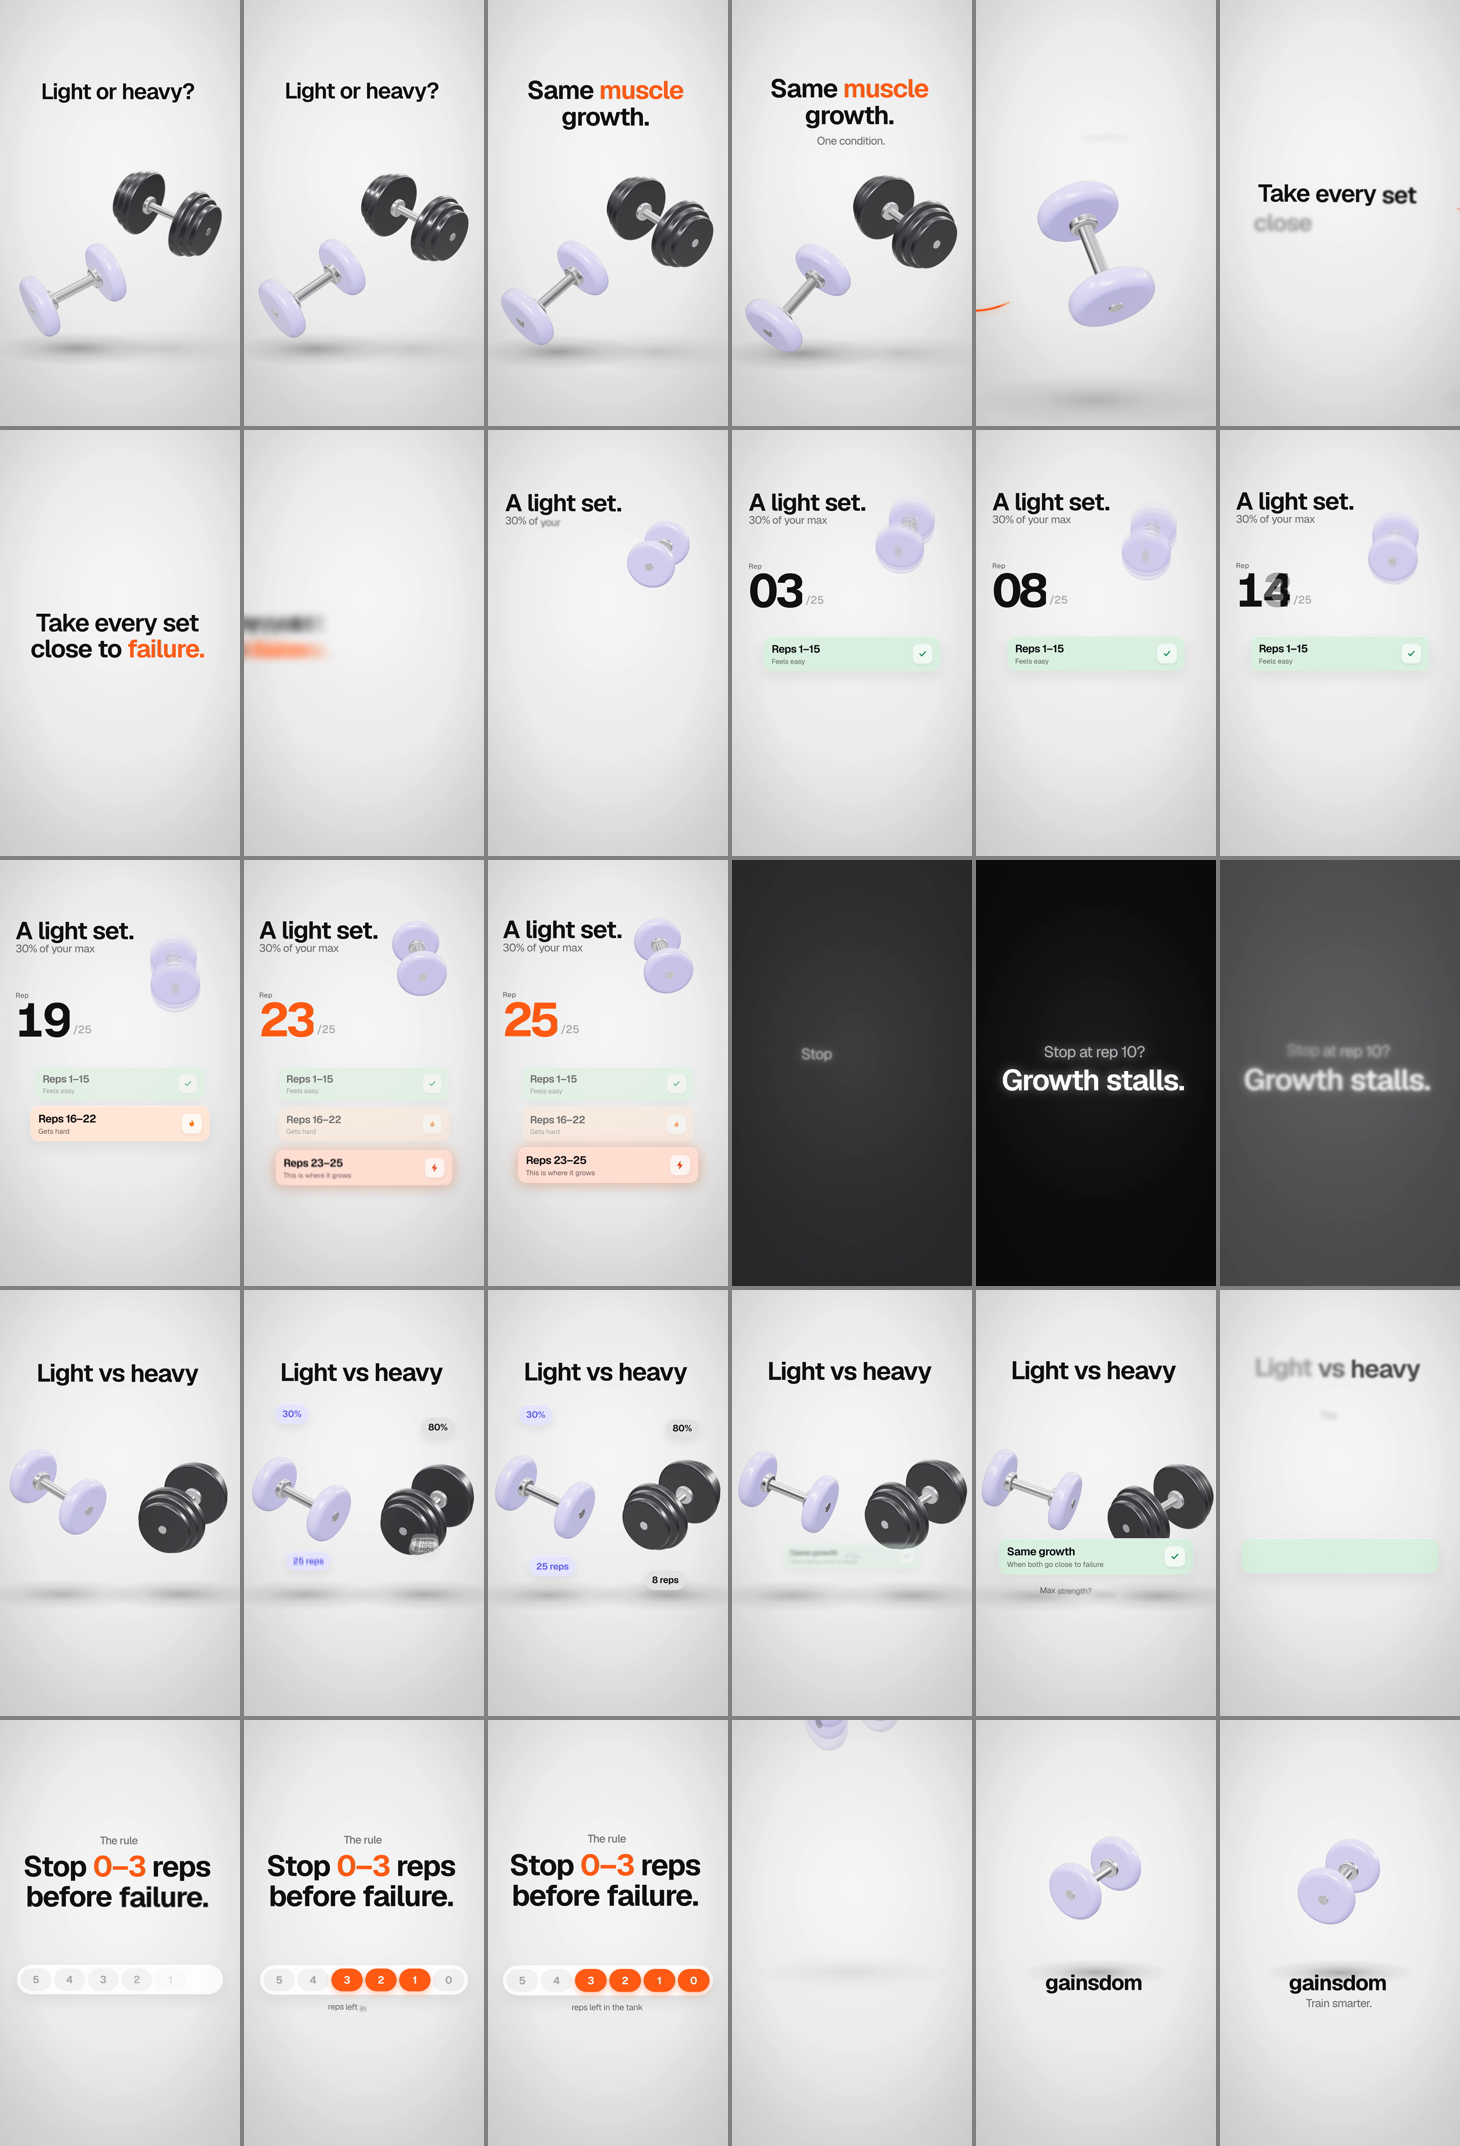 Light or heavy?
Light or heavy?
Same muscle
growth.
Same muscle
growth.
One condition.
Take every set
close
Take every set
close to failure.
A light set.
30% of your
A light set.
30% of your max
Rep
03 /25
Reps 1–15
Feels easy
A light set.
30% of your max
Rep
08 /25
Reps 1–15
Feels easy
A light set.
30% of your max
Rep
/25
Reps 1–15
Feels easy
A light set.
30% of your max
Rep
19 /25
Reps 1–15
Feels easy
Reps 16–22
Gets hard
A light set.
30% of your max
Rep
23 /25
Reps 1–15
Feels easy
Reps 16–22
Gets hard
Reps 23–25
This is where it grows
A light set.
30% of your max
Rep
25 /25
Reps 1–15
Feels easy
Reps 16–22
Gets hard
Reps 23–25
This is where it grows
Stop
Stop at rep 10?
Growth stalls.
Stop at rep 10?
Growth stalls.
Light vs heavy
Light vs heavy
30%
80%
25 reps
Light vs heavy
30%
80%
25 reps
8 reps
Light vs heavy
Same growth
Light vs heavy
Same growth
When both go close to failure
Max strength?
Light vs heavy
The
The rule
Stop 0–3 reps
before failure.
5 4 3 2 1
The rule
Stop 0–3 reps
before failure.
5 4 3 2 1 0
reps left in
The rule
Stop 0–3 reps
before failure.
5 4 3 2 1 0
reps left in the tank
gainsdom
gainsdom
Train smarter.